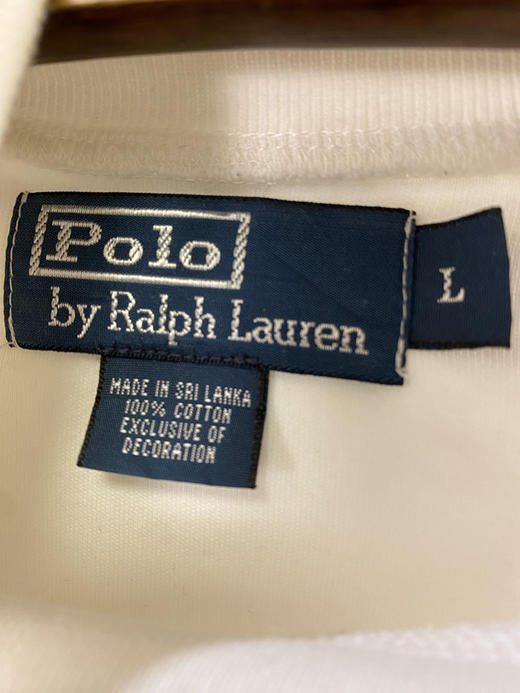 Polo
by Ralph Lauren
L
MADE IN SRI LANKA
100% COTTON
EXCLUSIVE OF
DECORATION